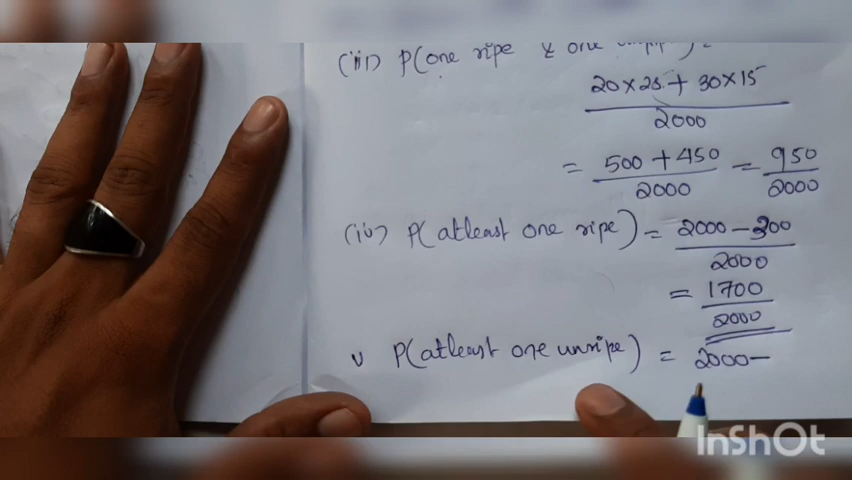 (iii) P( one ripe & one
20 × 25 + 30 × 15
2000
= 500 + 450 = 950
2000 2000
(iv) P( atleast one ripe ) = 2000 - 300
2000
= 1700
2000
v P( atleast one unripe ) = 2000 -
InShOt